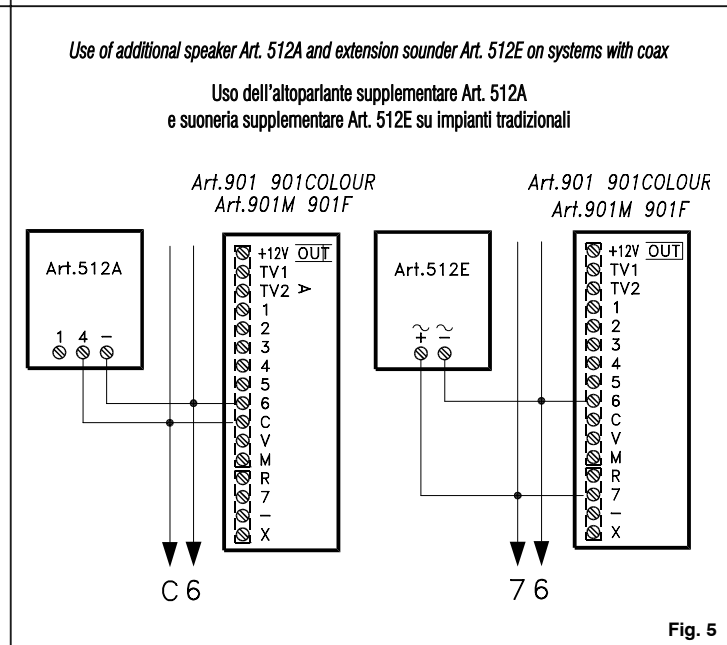 Use of additional speaker Art. 512A and extension sounder Art. 512E on systems with coax
Uso dell'altoparlante supplementare Art. 512A
e suoneria supplementare Art. 512E su impianti tradizionali
Art.901 901COLOUR
Art.901M 901F
Art.512A
1 4 –
+12V OUT
TV1
TV2 A
1
2
3
4
5
6
C
V
M
R
7
–
X
C 6
Art.901 901COLOUR
Art.901M 901F
Art.512E
~ ~
+ –
+12V OUT
TV1
TV2
1
2
3
4
5
6
C
V
M
R
7
–
X
7 6
Fig. 5